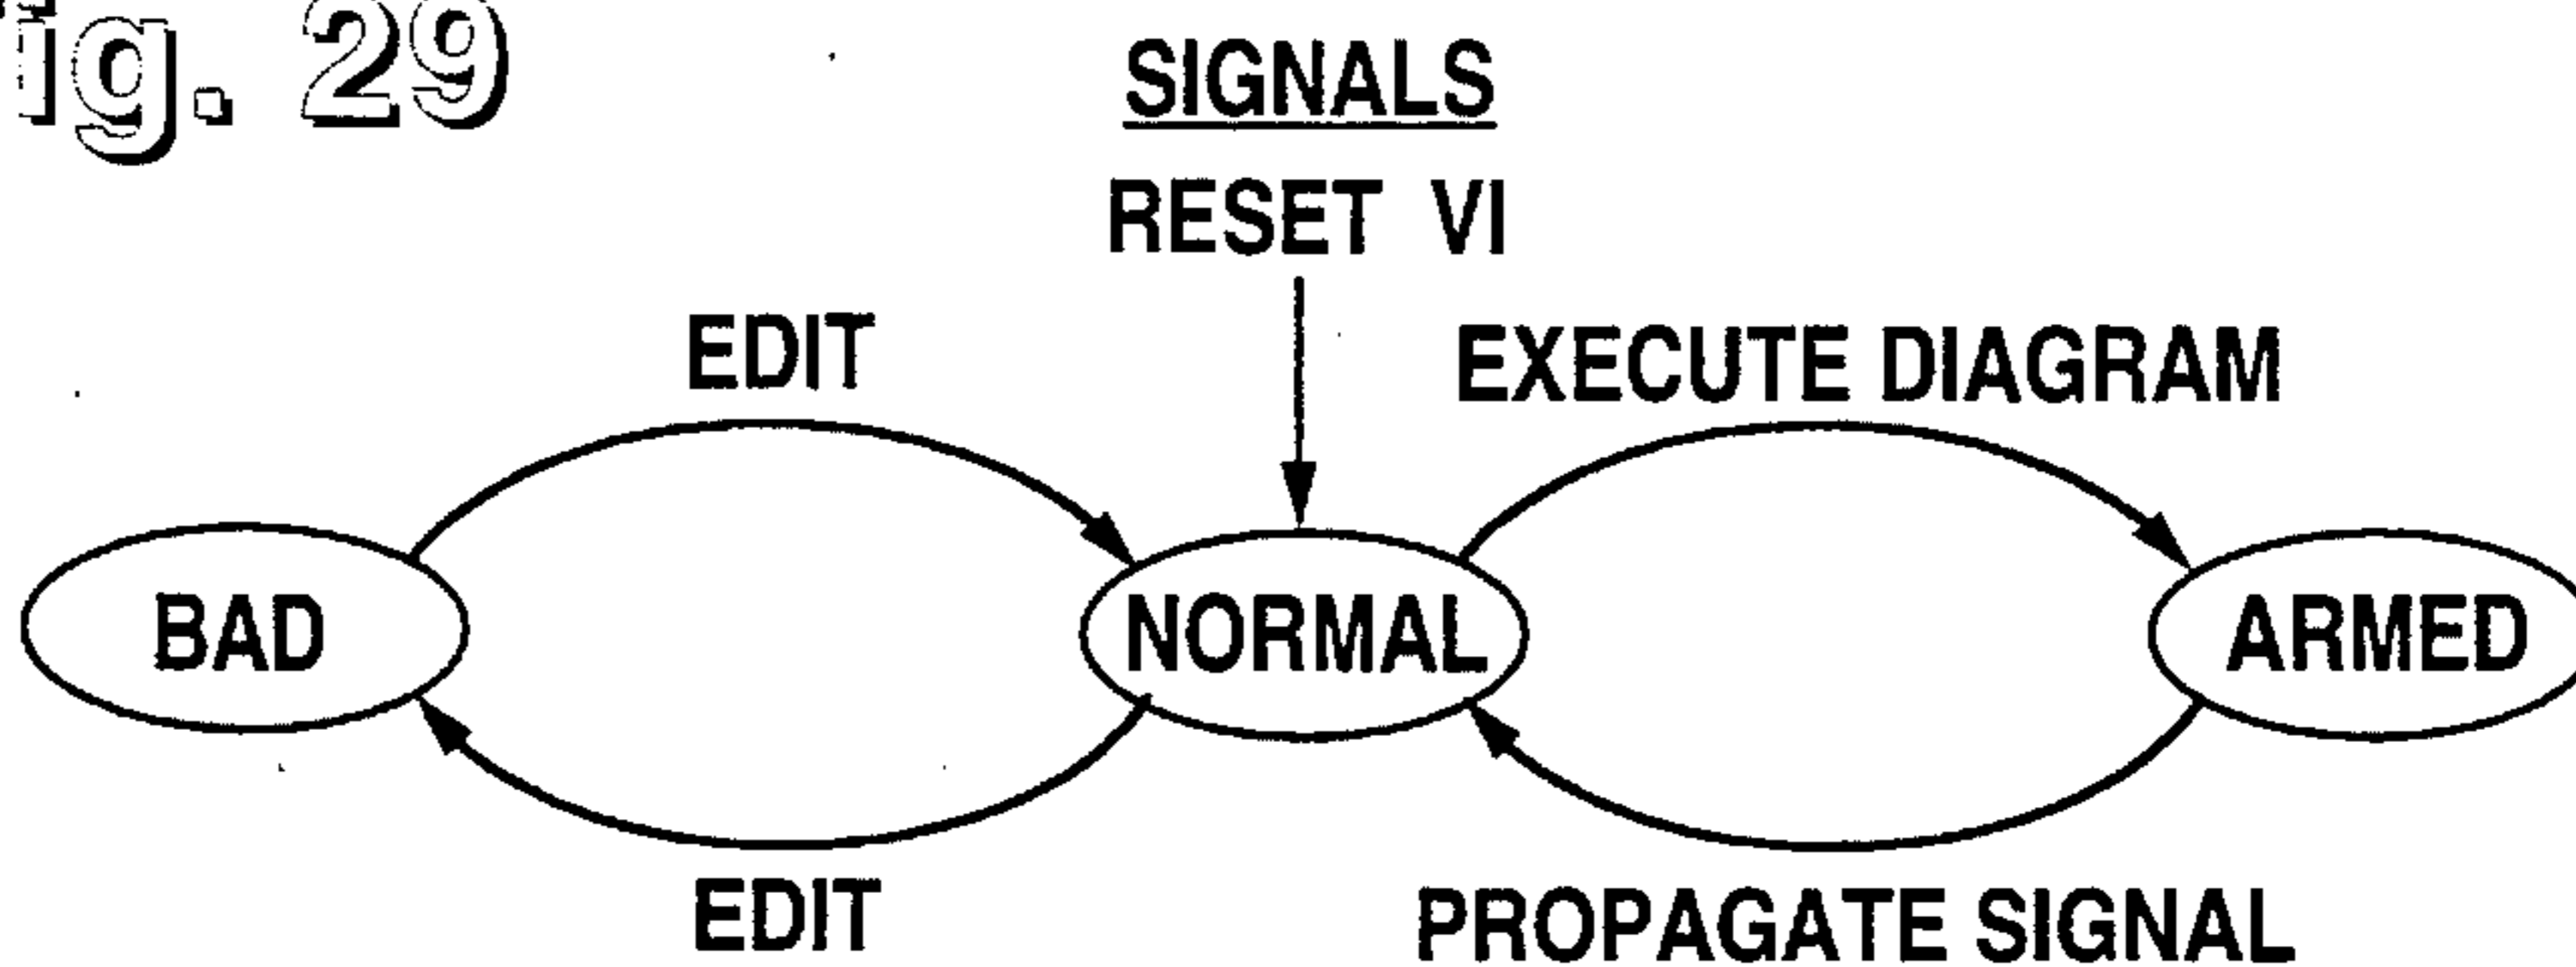 ig. 29
SIGNALS
RESET VI
EDIT
EXECUTE DIAGRAM
BAD
NORMAL
ARMED
EDIT
PROPAGATE SIGNAL